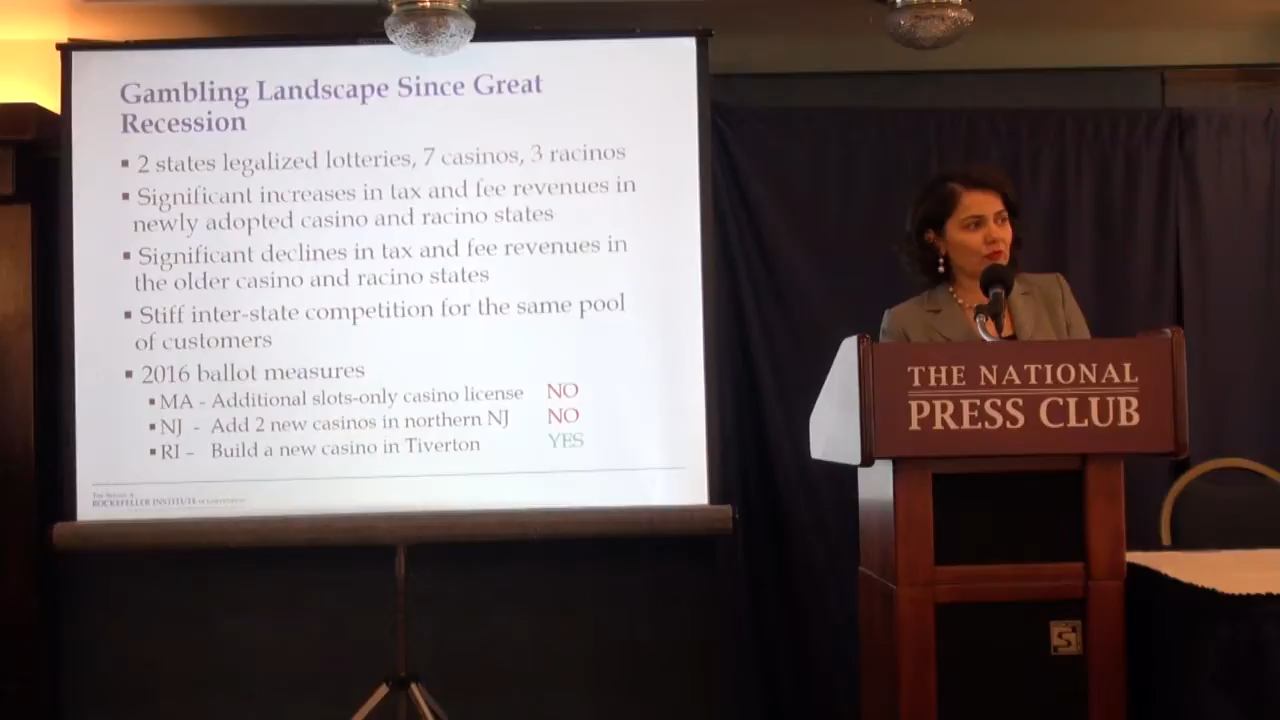 Gambling Landscape Since Great
Recession
▪ 2 states legalized lotteries, 7 casinos, 3 racinos
▪ Significant increases in tax and fee revenues in
newly adopted casino and racino states
▪ Significant declines in tax and fee revenues in
the older casino and racino states
▪ Stiff inter-state competition for the same pool
of customers
▪ 2016 ballot measures
▪ MA - Additional slots-only casino license NO
▪ NJ - Add 2 new casinos in northern NJ NO
▪ RI – Build a new casino in Tiverton YES
ROCKEFELLER INSTITUTE
THE NATIONAL
PRESS CLUB